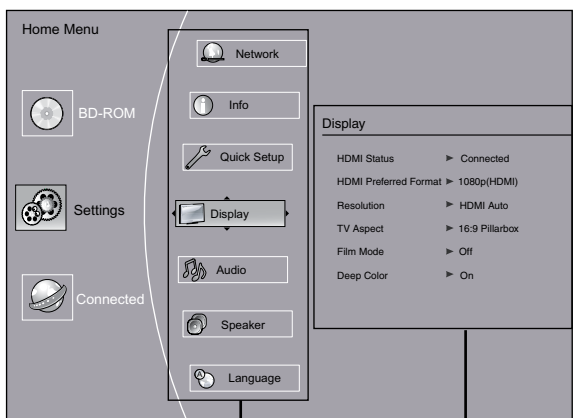 Home Menu
BD-ROM
Settings
Connected
Network
i Info
Quick Setup
Display
Audio
Speaker
A Language
Display
HDMI Status ► Connected
HDMI Preferred Format ► 1080p(HDMI)
Resolution ► HDMI Auto
TV Aspect ► 16:9 Pillarbox
Film Mode ► Off
Deep Color ► On